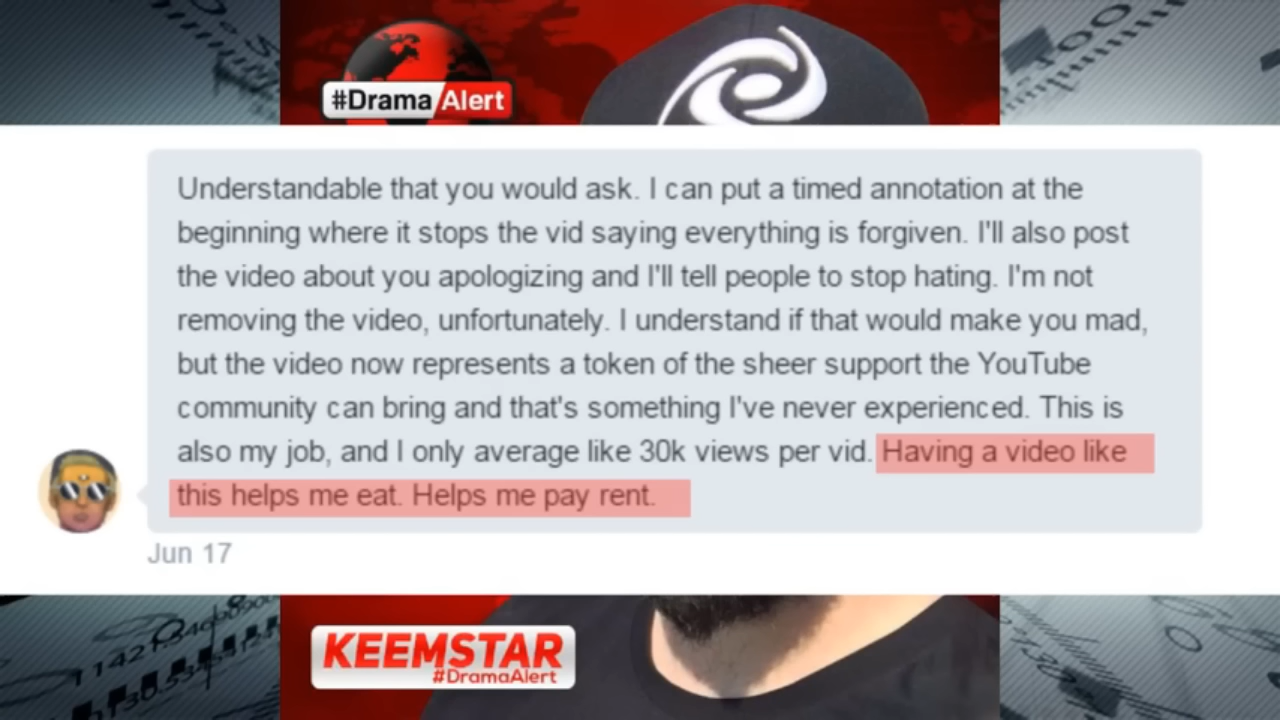 #DramaAlert
Understandable that you would ask. I can put a timed annotation at the
beginning where it stops the vid saying everything is forgiven. I'll also post
the video about you apologizing and I'll tell people to stop hating. I'm not
removing the video, unfortunately. I understand if that would make you mad,
but the video now represents a token of the sheer support the YouTube
community can bring and that's something I've never experienced. This is
also my job, and I only average like 30k views per vid. Having a video like
this helps me eat. Helps me pay rent.
Jun 17
KEEMSTAR
#DramaAlert